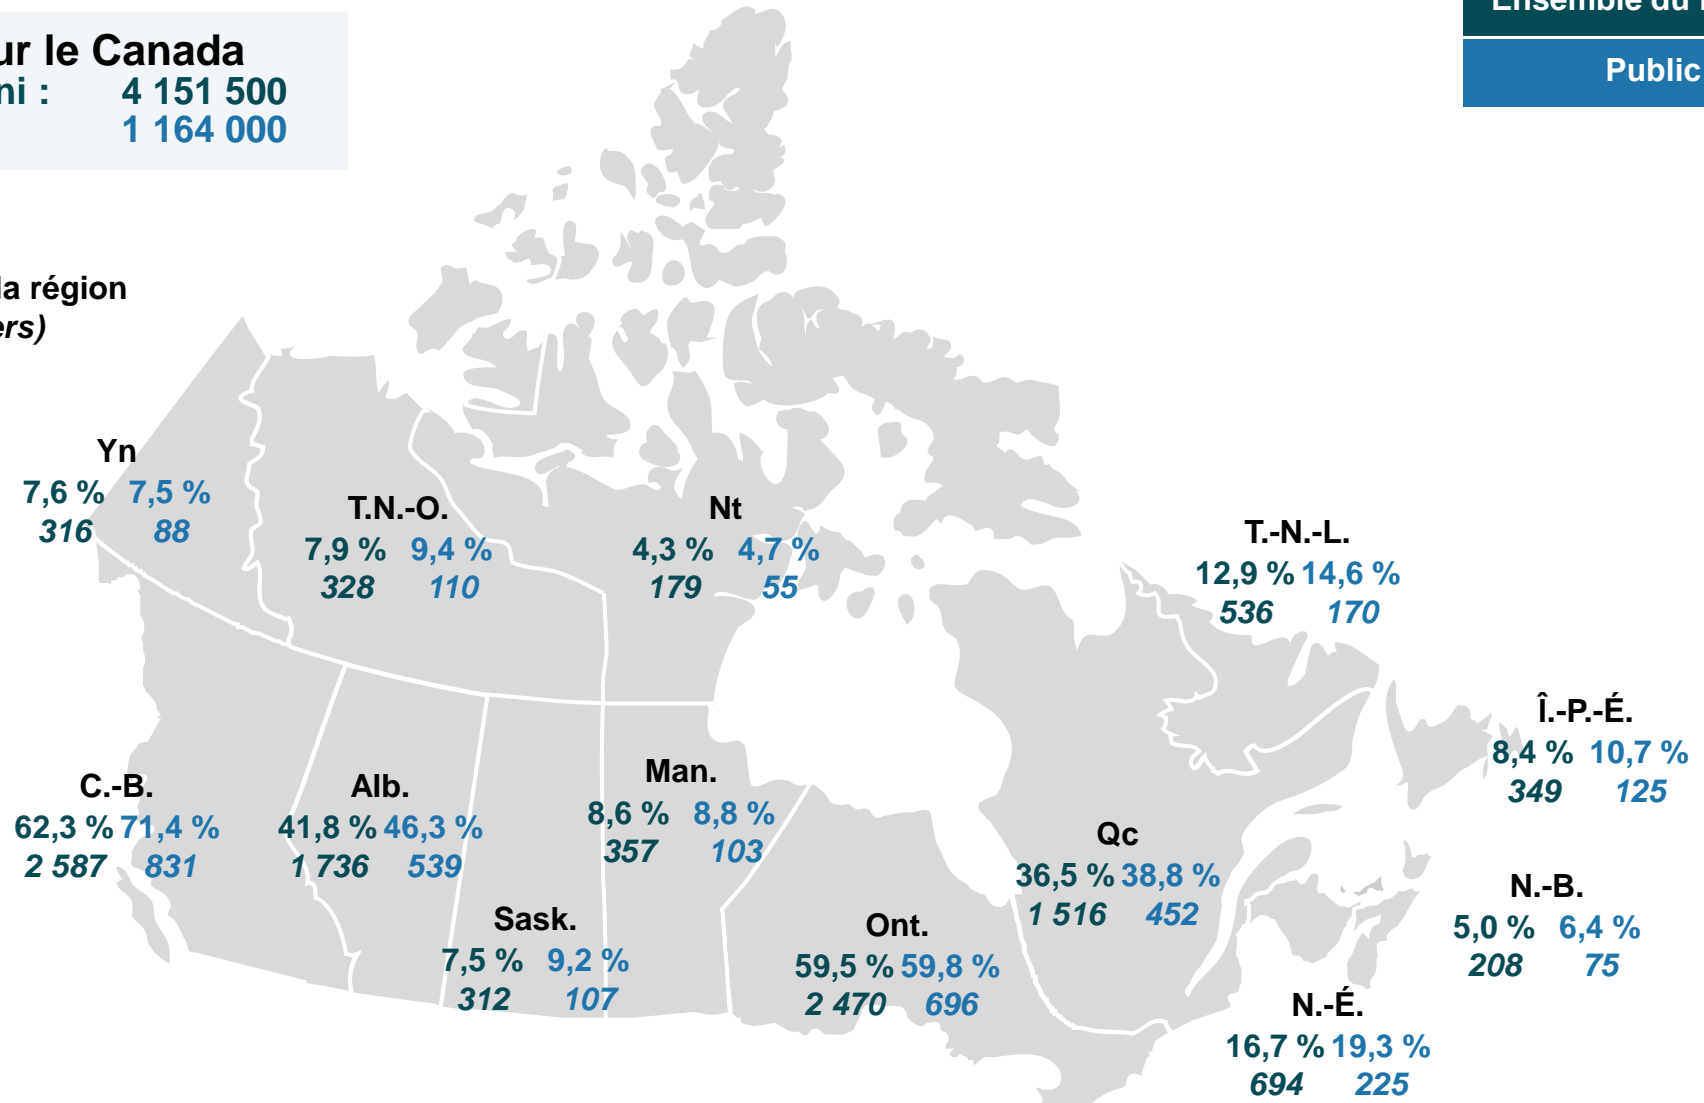 ur le Canada
ni : 4 151 500
1 164 000
Ensemble du
Public
la région
ers)
Yn
7,6 % 7,5 %
316 88
T.N.-O.
7,9 % 9,4 %
328 110
Nt
4,3 % 4,7 %
179 55
T.-N.-L.
12,9 % 14,6 %
536 170
Î.-P.-É.
8,4 % 10,7 %
349 125
C.-B.
62,3 % 71,4 %
2 587 831
Alb.
41,8 % 46,3 %
1 736 539
Man.
8,6 % 8,8 %
357 103
Qc
36,5 % 38,8 %
1 516 452
N.-B.
5,0 % 6,4 %
208 75
Sask.
7,5 % 9,2 %
312 107
Ont.
59,5 % 59,8 %
2 470 696
N.-É.
16,7 % 19,3 %
694 225